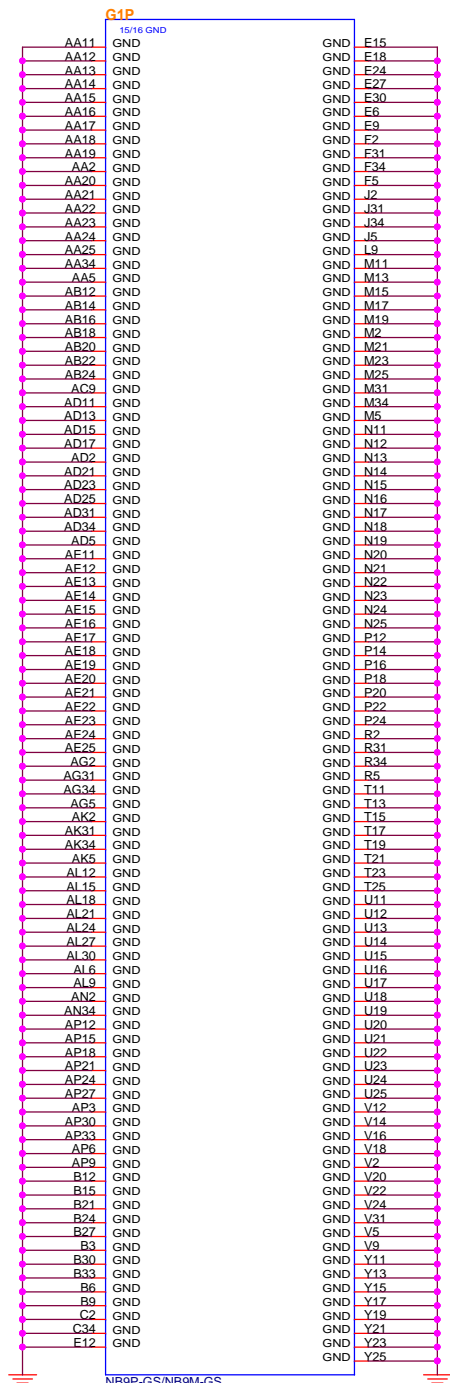 G1P
15/16 GND
AA11 GND GND E15
AA12 GND GND E18
AA13 GND GND E24
AA14 GND GND E27
AA15 GND GND E30
AA16 GND GND E6
AA17 GND GND E9
AA18 GND GND F2
AA19 GND GND F31
AA2 GND GND F34
AA20 GND GND F5
AA21 GND GND J2
AA22 GND GND J31
AA23 GND GND J34
AA24 GND GND J5
AA25 GND GND L9
AA34 GND GND M11
AA5 GND GND M13
AB12 GND GND M15
AB14 GND GND M17
AB16 GND GND M19
AB18 GND GND M2
AB20 GND GND M21
AB22 GND GND M23
AB24 GND GND M25
AC9 GND GND M31
AD11 GND GND M34
AD13 GND GND M5
AD15 GND GND N11
AD17 GND GND N12
AD2 GND GND N13
AD21 GND GND N14
AD23 GND GND N15
AD25 GND GND N16
AD31 GND GND N17
AD34 GND GND N18
AD5 GND GND N19
AE11 GND GND N20
AE12 GND GND N21
AE13 GND GND N22
AE14 GND GND N23
AE15 GND GND N24
AE16 GND GND N25
AE17 GND GND P12
AE18 GND GND P14
AE19 GND GND P16
AE20 GND GND P18
AE21 GND GND P20
AE22 GND GND P22
AE23 GND GND P24
AE24 GND GND R2
AE25 GND GND R31
AG2 GND GND R34
AG31 GND GND R5
AG34 GND GND T11
AG5 GND GND T13
AK2 GND GND T15
AK31 GND GND T17
AK34 GND GND T19
AK5 GND GND T21
AL12 GND GND T23
AL15 GND GND T25
AL18 GND GND U11
AL21 GND GND U12
AL24 GND GND U13
AL27 GND GND U14
AL30 GND GND U15
AL6 GND GND U16
AL9 GND GND U17
AN2 GND GND U18
AN34 GND GND U19
AP12 GND GND U20
AP15 GND GND U21
AP18 GND GND U22
AP21 GND GND U23
AP24 GND GND U24
AP27 GND GND U25
AP3 GND GND V12
AP30 GND GND V14
AP33 GND GND V16
AP6 GND GND V18
AP9 GND GND V2
B12 GND GND V20
B15 GND GND V22
B21 GND GND V24
B24 GND GND V31
B27 GND GND V5
B3 GND GND V9
B30 GND GND Y11
B33 GND GND Y13
B6 GND GND Y15
B9 GND GND Y17
C2 GND GND Y19
C34 GND GND Y21
E12 GND GND Y23
GND Y25
NB9P-GS/NB9M-GS